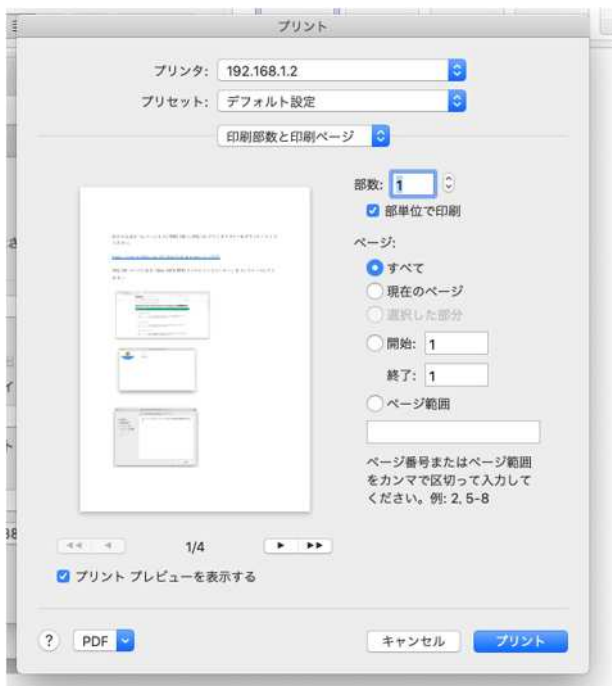 プリント
プリンタ: 192.168.1.2
プリセット: デフォルト設定
印刷部数と印刷ページ
部数: 1
部単位で印刷
ページ:
すべて
現在のページ
選択した部分
開始: 1
終了: 1
ページ範囲
ページ番号またはページ範囲
をカンマで区切って入力して
ください。例: 2, 5-8
1/4
プリント プレビューを表示する
? PDF キャンセル プリント